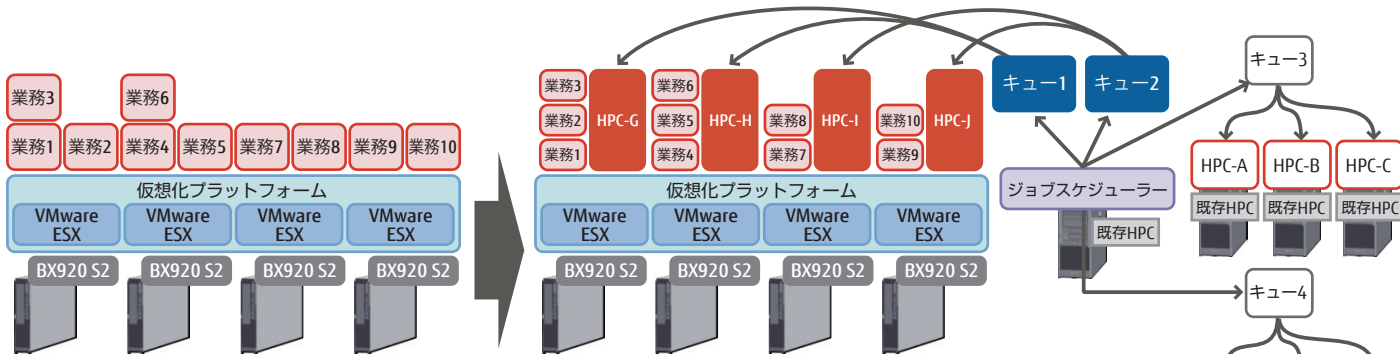 業務3
業務6
業務1
業務2
業務4
業務5
業務7
業務8
業務9
業務10
仮想化プラットフォーム
VMware
ESX
VMware
ESX
VMware
ESX
VMware
ESX
BX920 S2
BX920 S2
BX920 S2
BX920 S2
業務3
業務2
業務1
HPC-G
業務6
業務5
業務4
HPC-H
業務8
業務7
HPC-I
業務10
業務9
HPC-J
仮想化プラットフォーム
VMware
ESX
VMware
ESX
VMware
ESX
VMware
ESX
BX920 S2
BX920 S2
BX920 S2
BX920 S2
キュー1
キュー2
ジョブスケジューラー
既存HPC
キュー3
HPC-A
HPC-B
HPC-C
既存HPC
既存HPC
既存HPC
キュー4